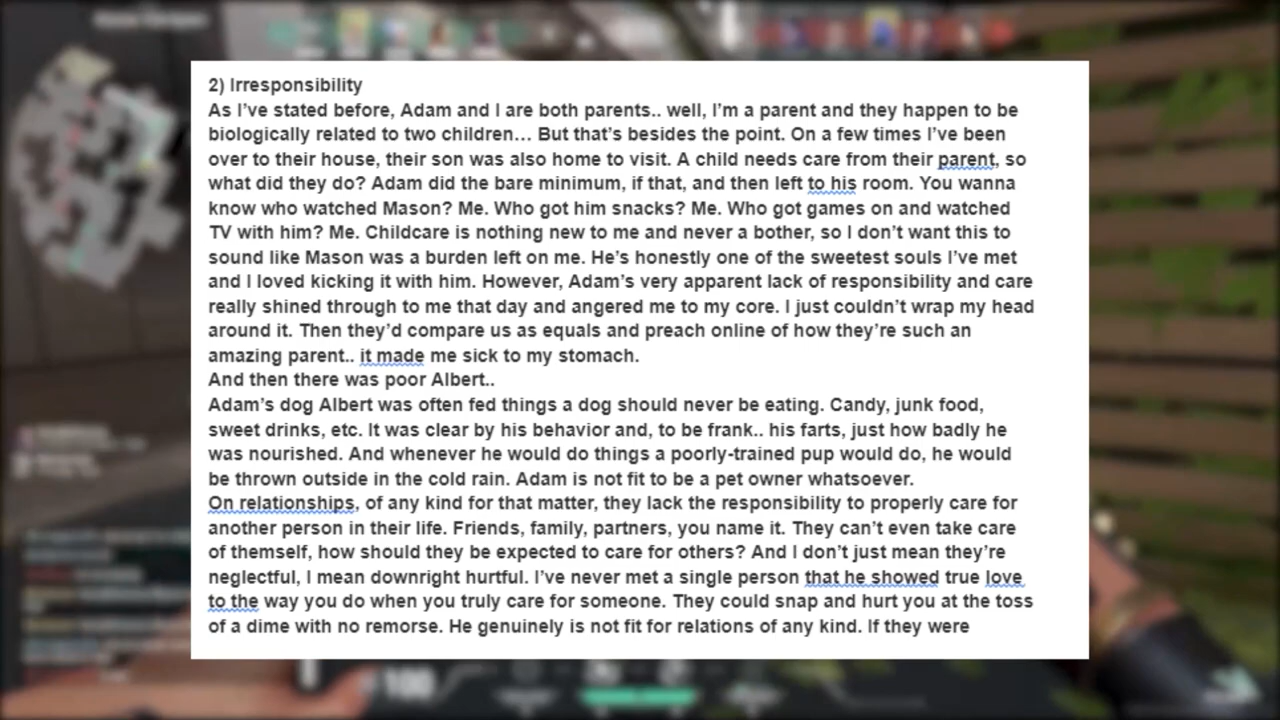 2) Irresponsibility
As I’ve stated before, Adam and I are both parents.. well, I’m a parent and they happen to be
biologically related to two children… But that’s besides the point. On a few times I’ve been
over to their house, their son was also home to visit. A child needs care from their parent, so
what did they do? Adam did the bare minimum, if that, and then left to his room. You wanna
know who watched Mason? Me. Who got him snacks? Me. Who got games on and watched
TV with him? Me. Childcare is nothing new to me and never a bother, so I don’t want this to
sound like Mason was a burden left on me. He’s honestly one of the sweetest souls I’ve met
and I loved kicking it with him. However, Adam’s very apparent lack of responsibility and care
really shined through to me that day and angered me to my core. I just couldn’t wrap my head
around it. Then they’d compare us as equals and preach online of how they’re such an
amazing parent.. it made me sick to my stomach.
And then there was poor Albert..
Adam’s dog Albert was often fed things a dog should never be eating. Candy, junk food,
sweet drinks, etc. It was clear by his behavior and, to be frank.. his farts, just how badly he
was nourished. And whenever he would do things a poorly-trained pup would do, he would
be thrown outside in the cold rain. Adam is not fit to be a pet owner whatsoever.
On relationships, of any kind for that matter, they lack the responsibility to properly care for
another person in their life. Friends, family, partners, you name it. They can’t even take care
of themself, how should they be expected to care for others? And I don’t just mean they’re
neglectful, I mean downright hurtful. I’ve never met a single person that he showed true love
to the way you do when you truly care for someone. They could snap and hurt you at the toss
of a dime with no remorse. He genuinely is not fit for relations of any kind. If they were
100